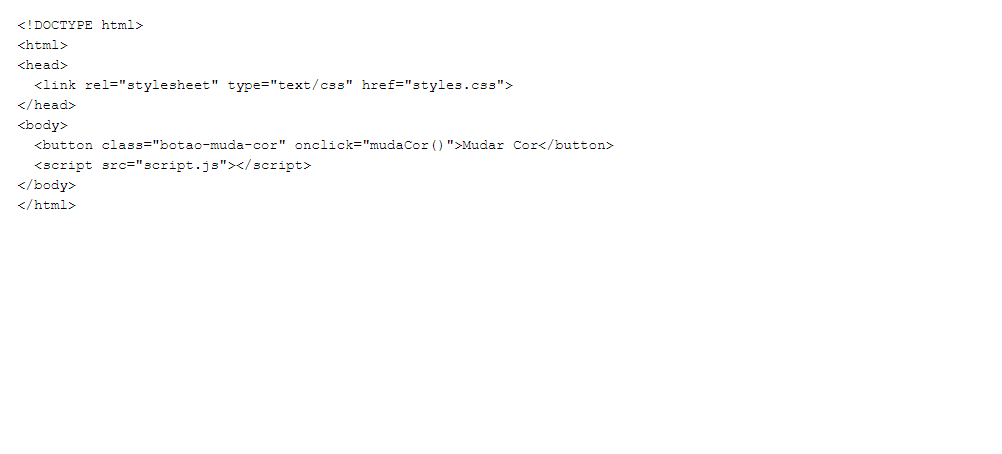 <!DOCTYPE html>
<html>
<head>
  <link rel="stylesheet" type="text/css" href="styles.css">
</head>
<body>
  <button class="botao-muda-cor" onclick="mudaCor()">Mudar Cor</button>
  <script src="script.js"></script>
</body>
</html>